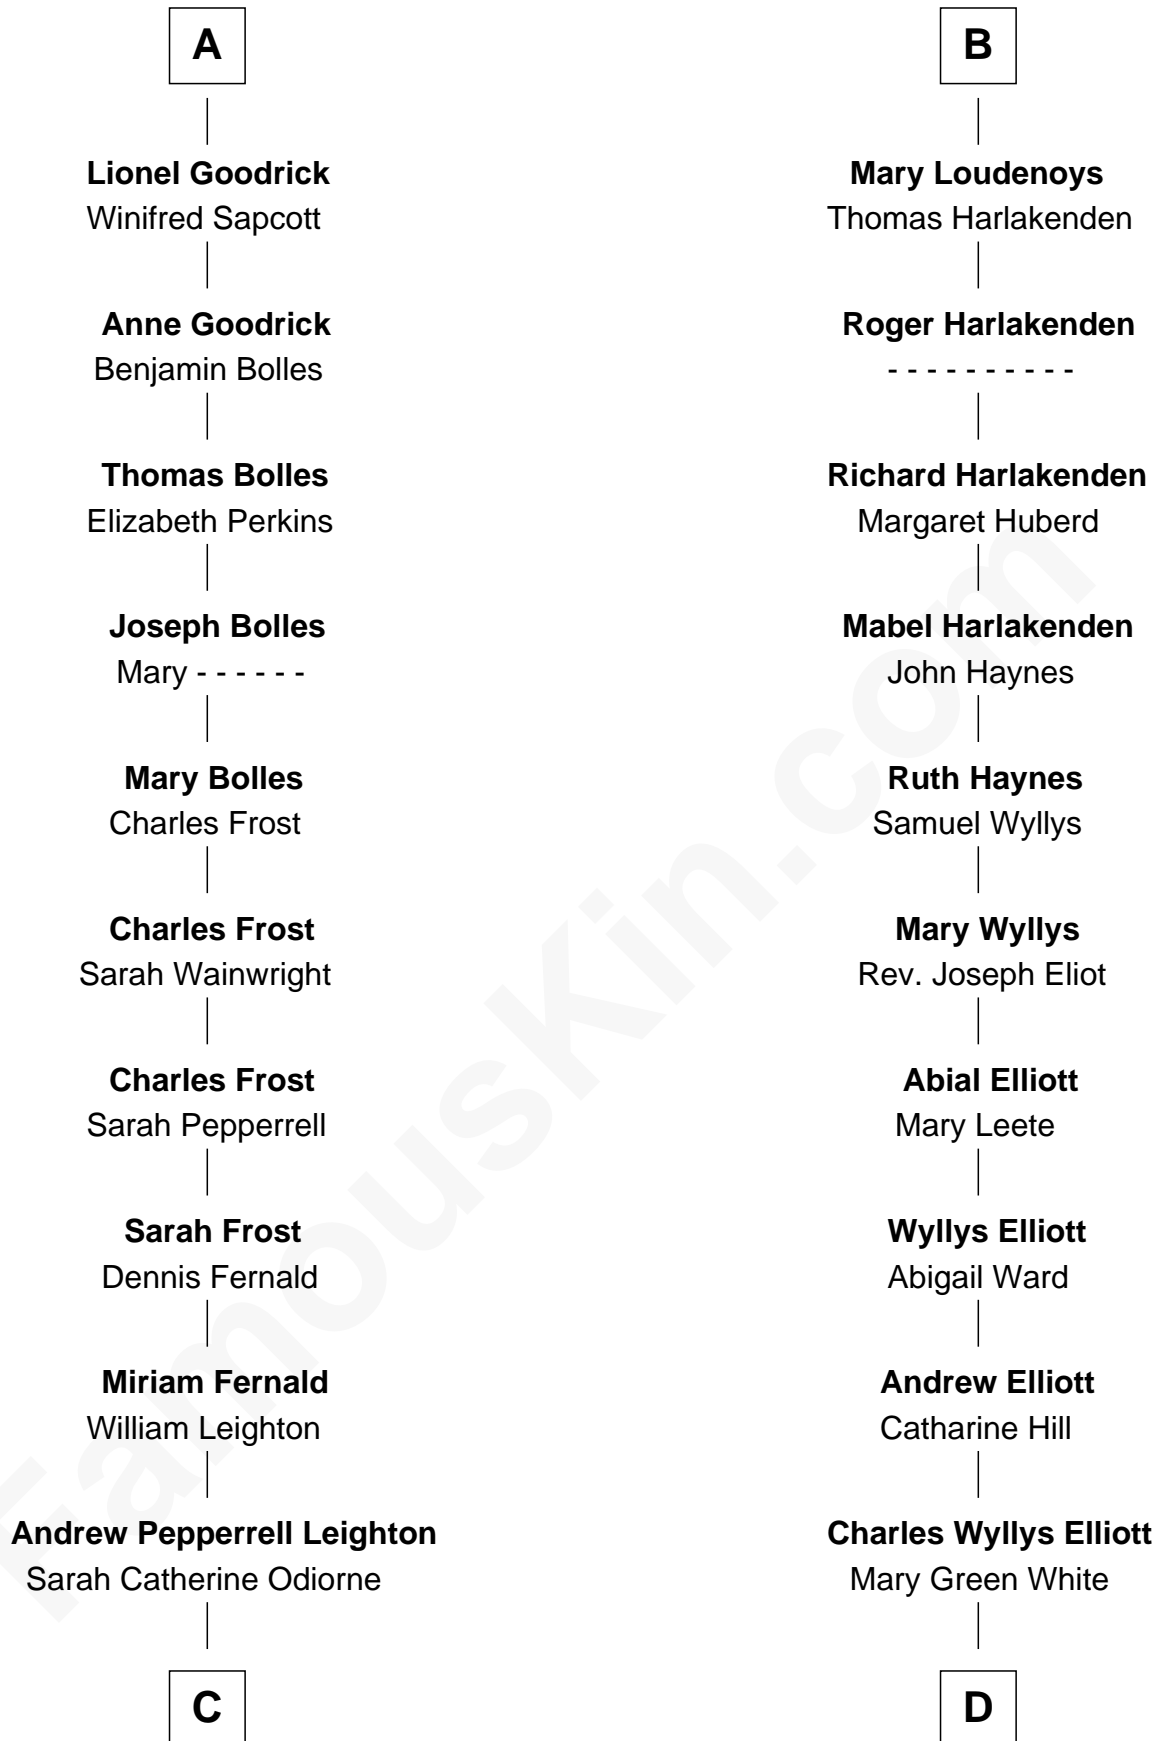 A
Lionel Goodrick
Winifred Sapcott
Anne Goodrick
Benjamin Bolles
Thomas Bolles
Elizabeth Perkins
Joseph Bolles
Mary - - - - - -
Mary Bolles
Charles Frost
Charles Frost
Sarah Wainwright
Charles Frost
Sarah Pepperrell
Sarah Frost
Dennis Fernald
Miriam Fernald
William Leighton
Andrew Pepperrell Leighton
Sarah Catherine Odiorne
C
B
Mary Loudenoys
Thomas Harlakenden
Roger Harlakenden
- - - - - - - - - -
Richard Harlakenden
Margaret Huberd
Mabel Harlakenden
John Haynes
Ruth Haynes
Samuel Wyllys
Mary Wyllys
Rev. Joseph Eliot
Abial Elliott
Mary Leete
Wyllys Elliott
Abigail Ward
Andrew Elliott
Catharine Hill
Charles Wyllys Elliott
Mary Green White
D
FamousKin.com